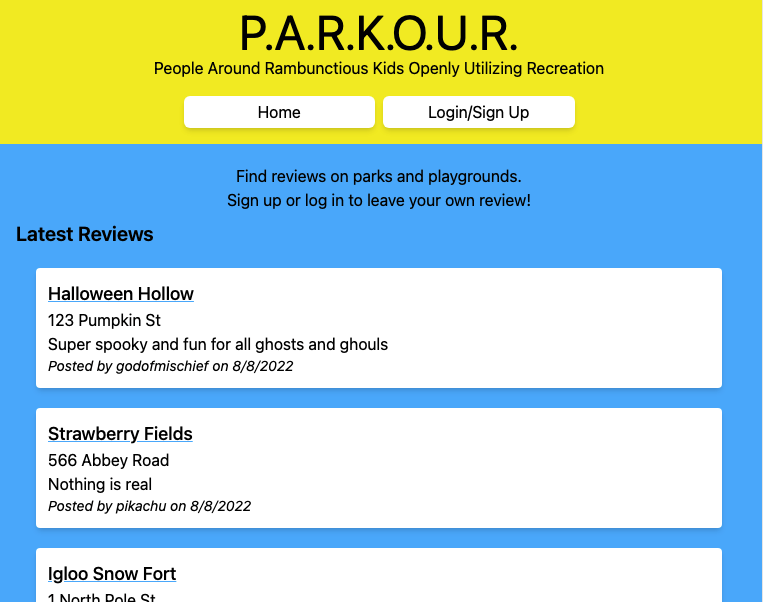 P.A.R.K.O.U.R.
People Around Rambunctious Kids Openly Utilizing Recreation
Home
Login/Sign Up
Find reviews on parks and playgrounds.
Sign up or log in to leave your own review!
Latest Reviews
Halloween Hollow
123 Pumpkin St
Super spooky and fun for all ghosts and ghouls
Posted by godofmischief on 8/8/2022
Strawberry Fields
566 Abbey Road
Nothing is real
Posted by pikachu on 8/8/2022
Igloo Snow Fort
1 North Pole St